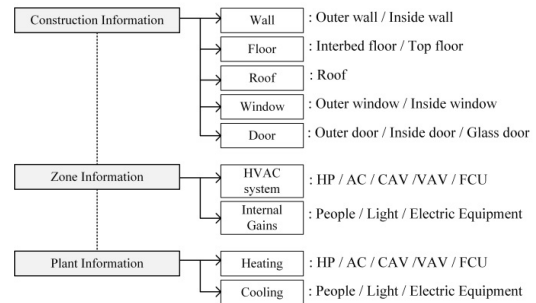 Construction Information
Wall : Outer wall / Inside wall
Floor : Interbed floor / Top floor
Roof : Roof
Window : Outer window / Inside window
Door : Outer door / Inside door / Glass door
Zone Information
HVAC
system : HP / AC / CAV /VAV / FCU
Internal
Gains : People / Light / Electric Equipment
Plant Information
Heating : HP / AC / CAV /VAV / FCU
Cooling : People / Light / Electric Equipment